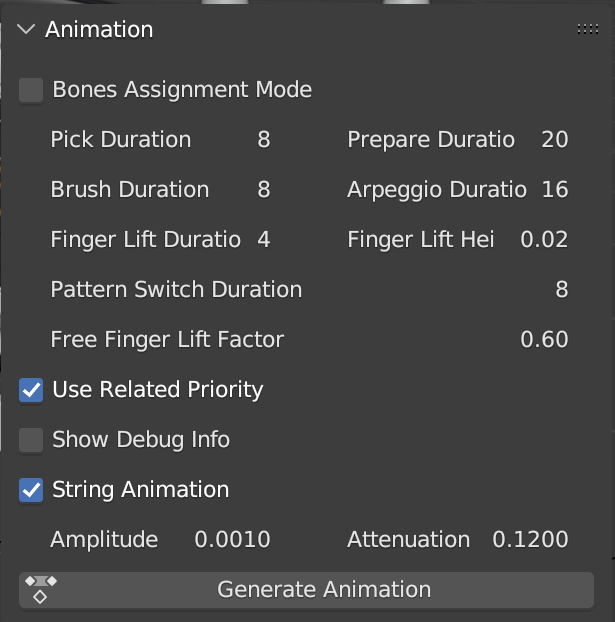 Animation
Bones Assignment Mode
Pick Duration 8 Prepare Duratio 20
Brush Duration 8 Arpeggio Duratio 16
Finger Lift Duratio 4 Finger Lift Hei 0.02
Pattern Switch Duration 8
Free Finger Lift Factor 0.60
Use Related Priority
Show Debug Info
String Animation
Amplitude 0.0010 Attenuation 0.1200
Generate Animation